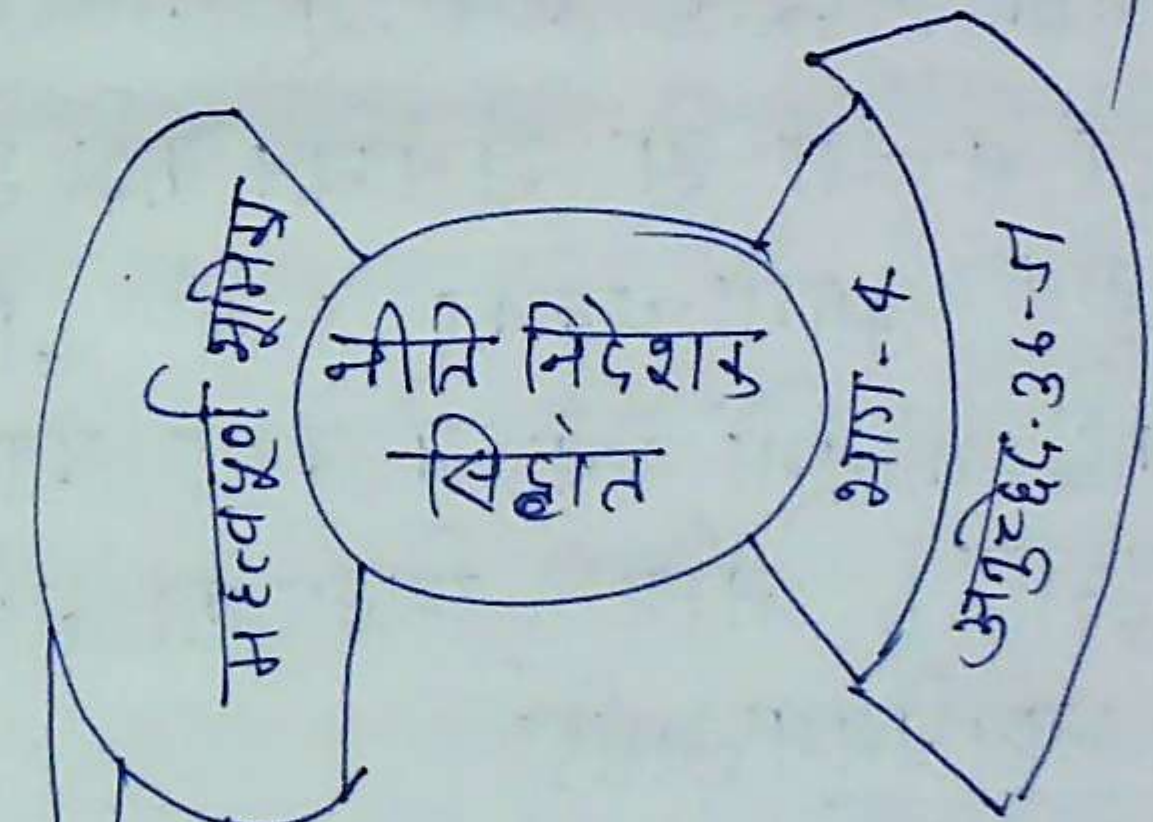 महत्वपूर्ण भूमिका
नीति निदेशक
सिद्धांत
भाग-4
अनुच्छेद-36-51